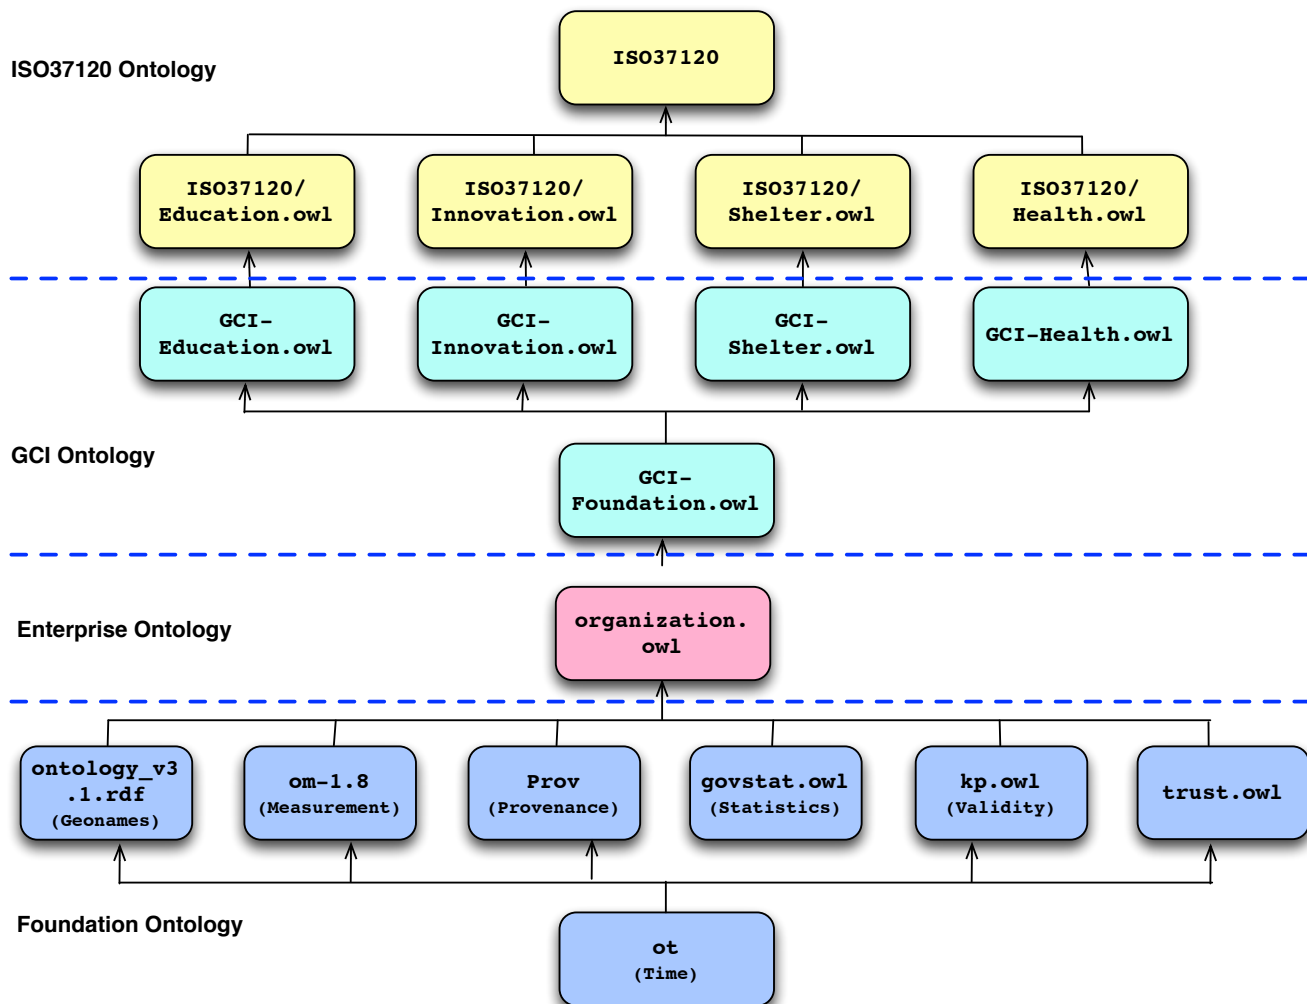 ISO37120
ISO37120 Ontology
ISO37120/
Education.owl
ISO37120/
Innovation.owl
ISO37120/
Shelter.owl
ISO37120/
Health.owl
GCI-
Education.owl
GCI-
Innovation.owl
GCI-
Shelter.owl
GCI-Health.owl
GCI Ontology
GCI-
Foundation.owl
Enterprise Ontology
organization.
owl
ontology_v3
.1.rdf
(Geonames)
om-1.8
(Measurement)
Prov
(Provenance)
govstat.owl
(Statistics)
kp.owl
(Validity)
trust.owl
Foundation Ontology
ot
(Time)